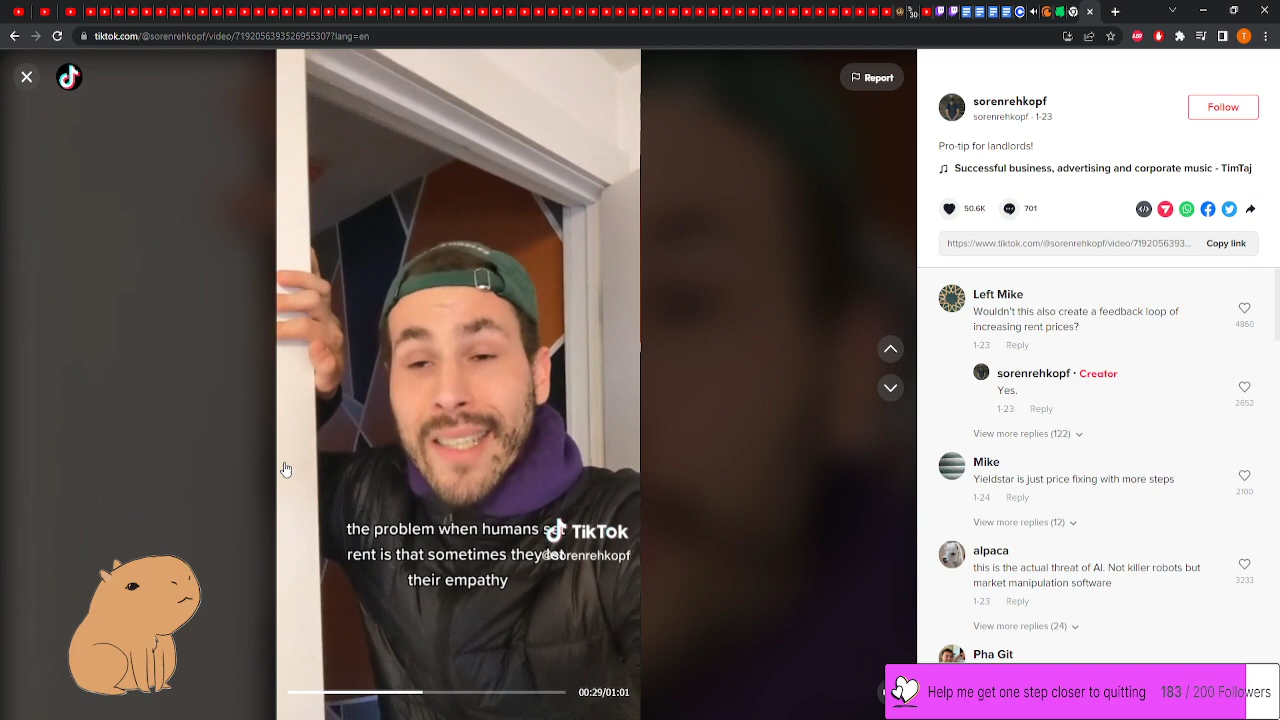 30
tiktok.com/@sorenrehkopf/video/7192056393526955307?lang=en
T
Report
sorenrehkopf
sorenrehkopf · 1-23
Follow
Pro-tip for landlords!
Successful business, advertising and corporate music - TimTaj
50.6K
701
https://www.tiktok.com/@sorenrehkopf/video/7192056393...
Copy link
Left Mike
Wouldn't this also create a feedback loop of
increasing rent prices?
4860
1-23 Reply
sorenrehkopf · Creator
Yes.
2652
1-23 Reply
View more replies (122)
Mike
Yieldstar is just price fixing with more steps
2100
1-24 Reply
View more replies (12)
alpaca
this is the actual threat of AI. Not killer robots but
market manipulation software
3233
1-23 Reply
View more replies (24)
Pha Git
the problem when humans set
rent is that sometimes they let
their empathy
TikTok
@sorenrehkopf
00:29/01:01
Help me get one step closer to quitting 183 / 200 Followers